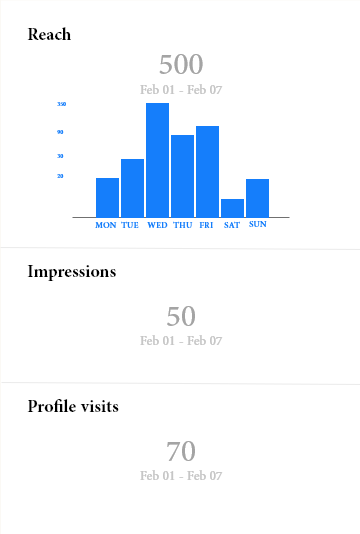 Reach
500
Feb 01 - Feb 07
350
90
30
20
MON TUE WED THU FRI SAT SUN
Impressions
50
Feb 01 - Feb 07
Profile visits
70
Feb 01 - Feb 07